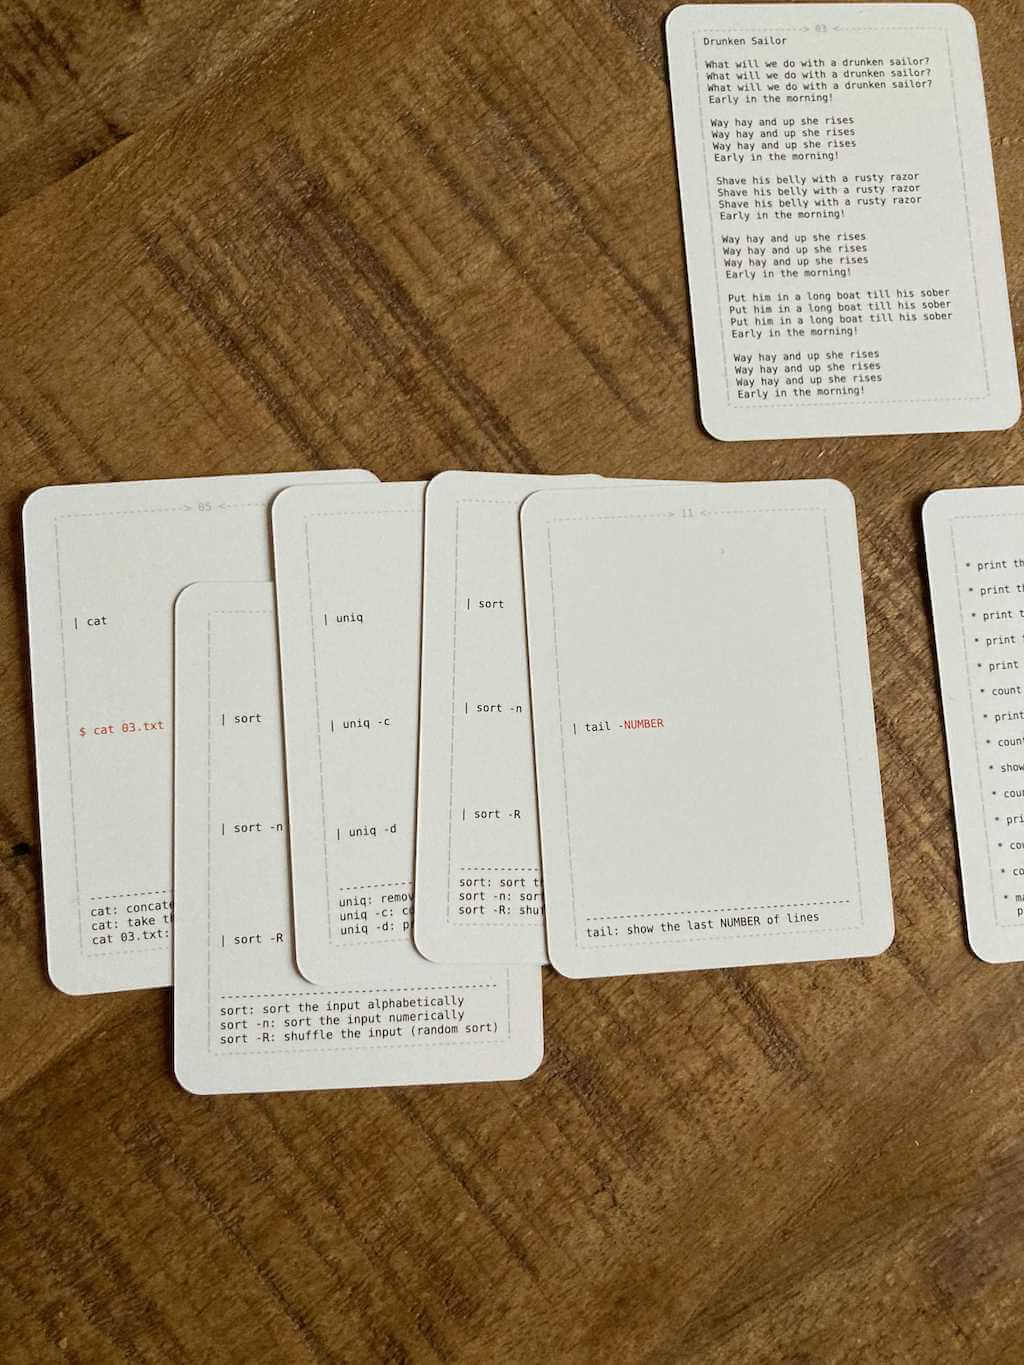 > 03 <
Drunken Sailor
What will we do with a drunken sailor?
What will we do with a drunken sailor?
What will we do with a drunken sailor?
Early in the morning!
Way hay and up she rises
Way hay and up she rises
Way hay and up she rises
Early in the morning!
Shave his belly with a rusty razor
Shave his belly with a rusty razor
Shave his belly with a rusty razor
Early in the morning!
Way hay and up she rises
Way hay and up she rises
Way hay and up she rises
Early in the morning!
Put him in a long boat till his sober
Put him in a long boat till his sober
Put him in a long boat till his sober
Early in the morning!
Way hay and up she rises
Way hay and up she rises
Way hay and up she rises
Early in the morning!
> 05 <
| cat
$ cat 03.txt
cat: concate
cat: take th
cat 03.txt:
| sort
| sort -n
| sort -R
sort: sort the input alphabetically
sort -n: sort the input numerically
sort -R: shuffle the input (random sort)
| uniq
| uniq -c
| uniq -d
uniq: remov
uniq -c: co
uniq -d: p
| sort
| sort -n
| sort -R
sort: sort th
sort -n: sor
sort -R: shuf
> 11 <
| tail -NUMBER
tail: show the last NUMBER of lines
* print th
* print th
* print t
* print
* print
* count
* print
* count
* show
* cou
* pri
* cou
* co
* ma
p